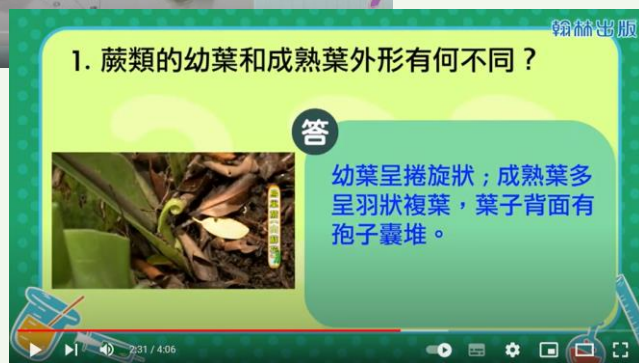 翰林出版
1. 蕨類的幼葉和成熟葉外形有何不同？
答
幼葉呈捲旋狀；成熟葉多
呈羽狀複葉，葉子背面有
孢子囊堆。
2:31 / 4:06